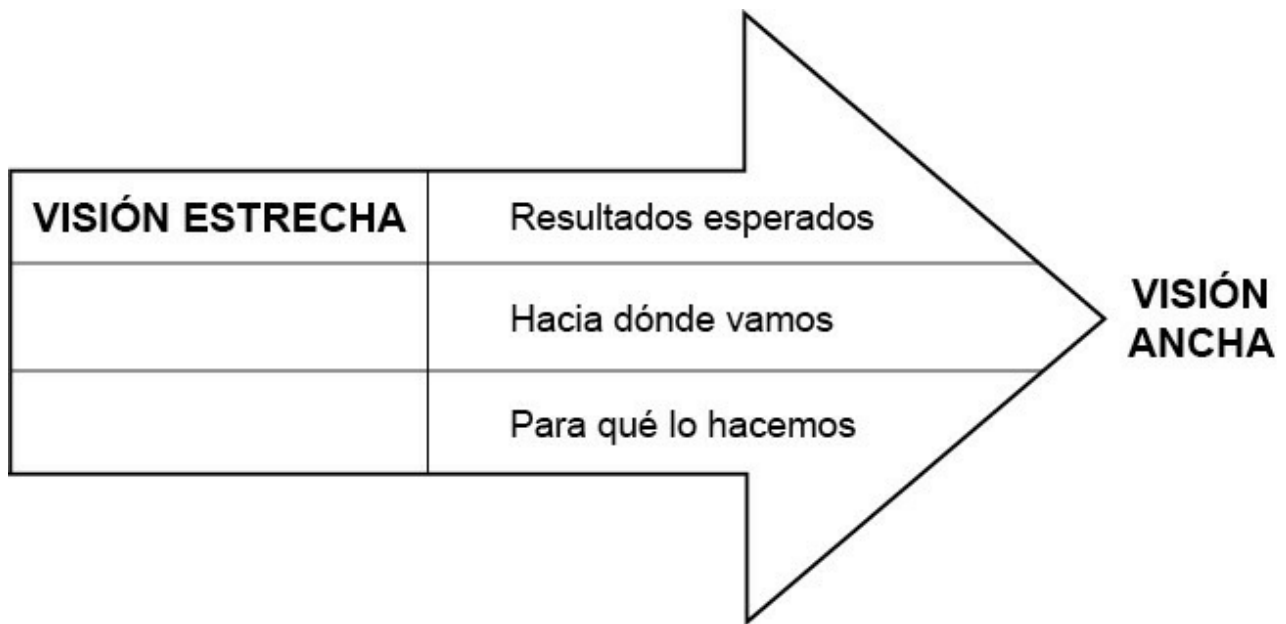 VISIÓN ESTRECHA
Resultados esperados
Hacia dónde vamos
Para qué lo hacemos
VISIÓN
ANCHA